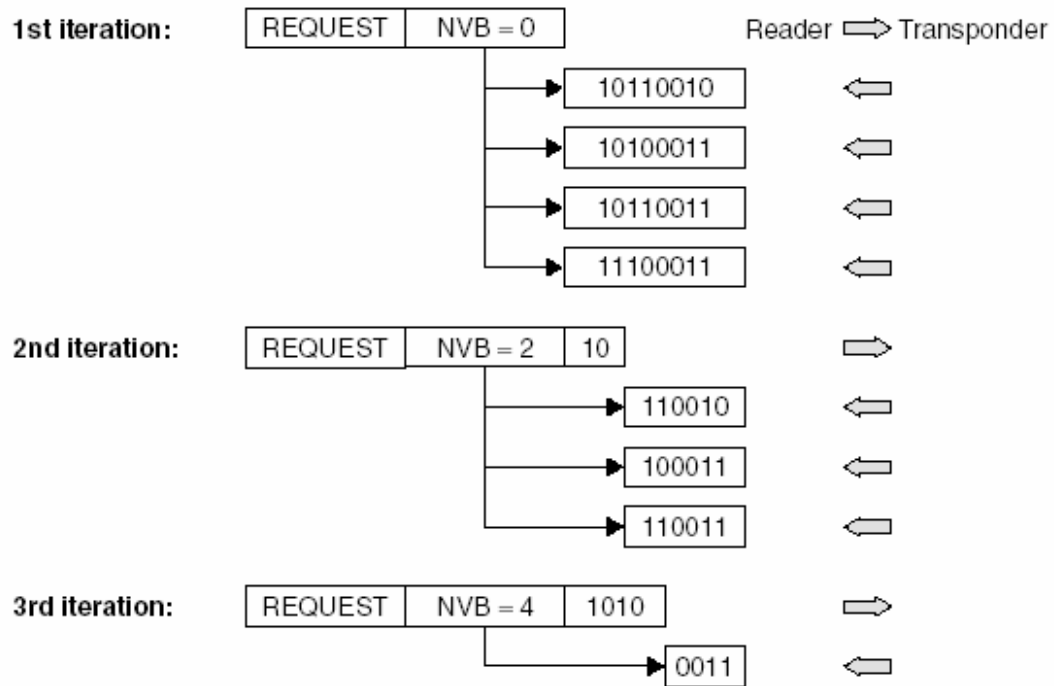 1st iteration: REQUEST NVB = 0 Reader Transponder
10110010
10100011
10110011
11100011
2nd iteration: REQUEST NVB = 2 10
110010
100011
110011
3rd iteration: REQUEST NVB = 4 1010
0011